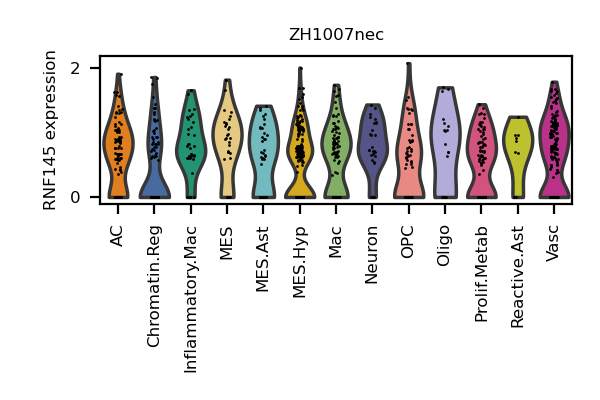 ZH1007nec
RNF145 expression
2
0
AC
Chromatin.Reg
Inflammatory.Mac
MES
MES.Ast
MES.Hyp
Mac
Neuron
OPC
Oligo
Prolif.Metab
Reactive.Ast
Vasc